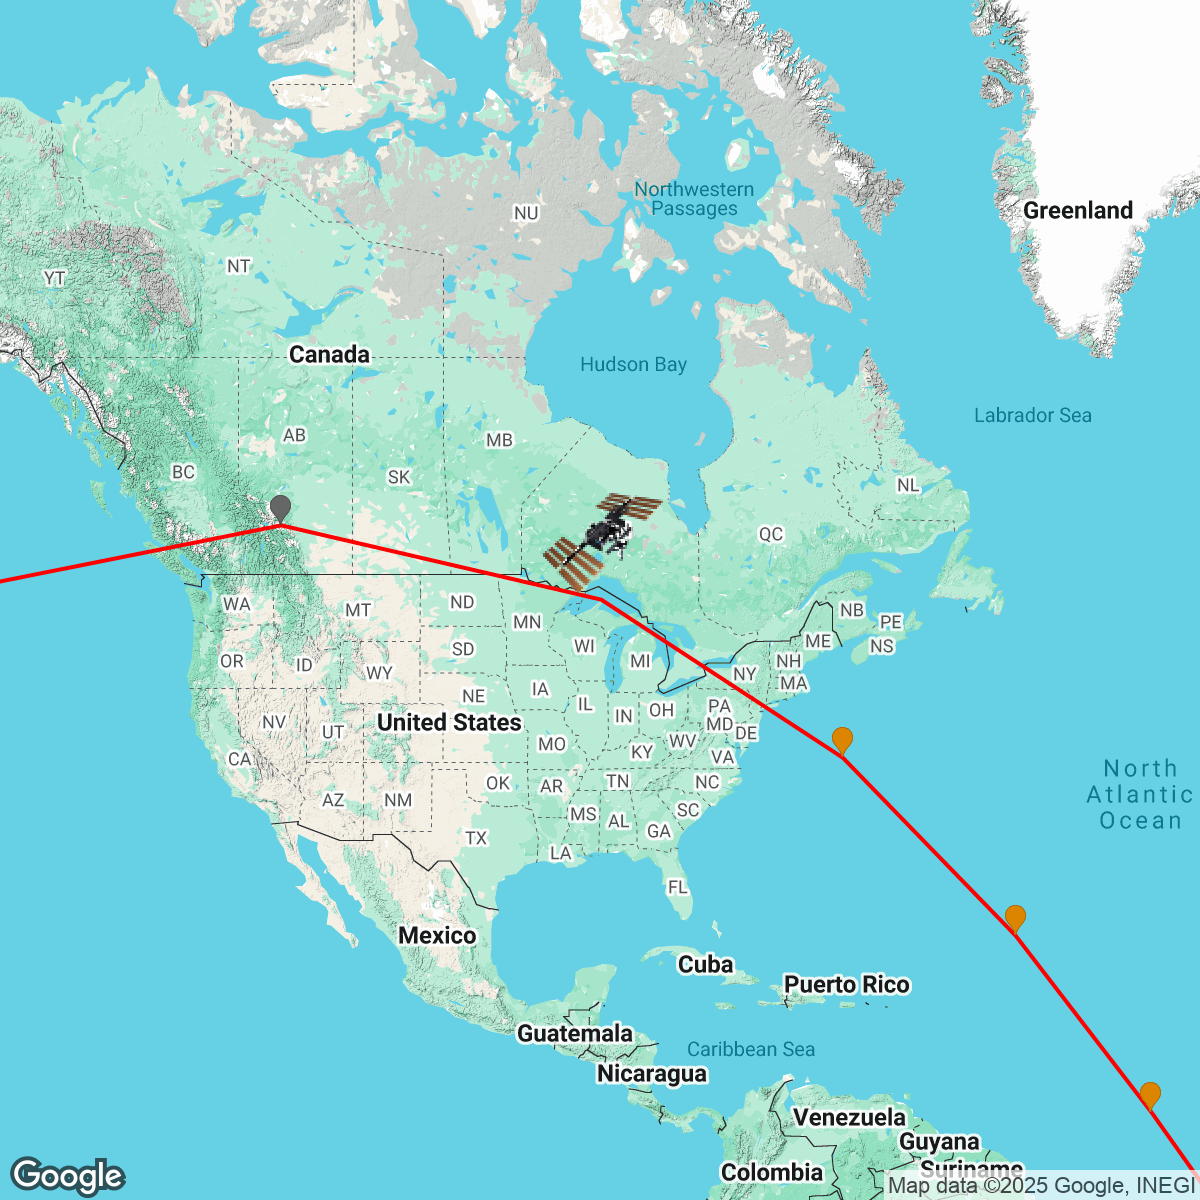 Northwestern
Passages
NU
Greenland
NT
YT
Canada
Hudson Bay
Labrador Sea
AB
MB
BC
SK
NL
QC
WA
MT
ND
MN
NB
PE
ME
NS
OR
ID
WY
SD
WI
MI
NH
NY
MA
NE
IA
IL
IN
OH
PA
MD
DE
NV
UT
United States
MO
KY
WV
VA
CA
AZ
NM
OK
AR
TN
NC
MS
AL
SC
GA
TX
LA
FL
North
Atlantic
Ocean
Mexico
Cuba
Puerto Rico
Guatemala
Caribbean Sea
Nicaragua
Venezuela
Guyana
Suriname
Colombia
Google
Map data ©2025 Google, INEGI